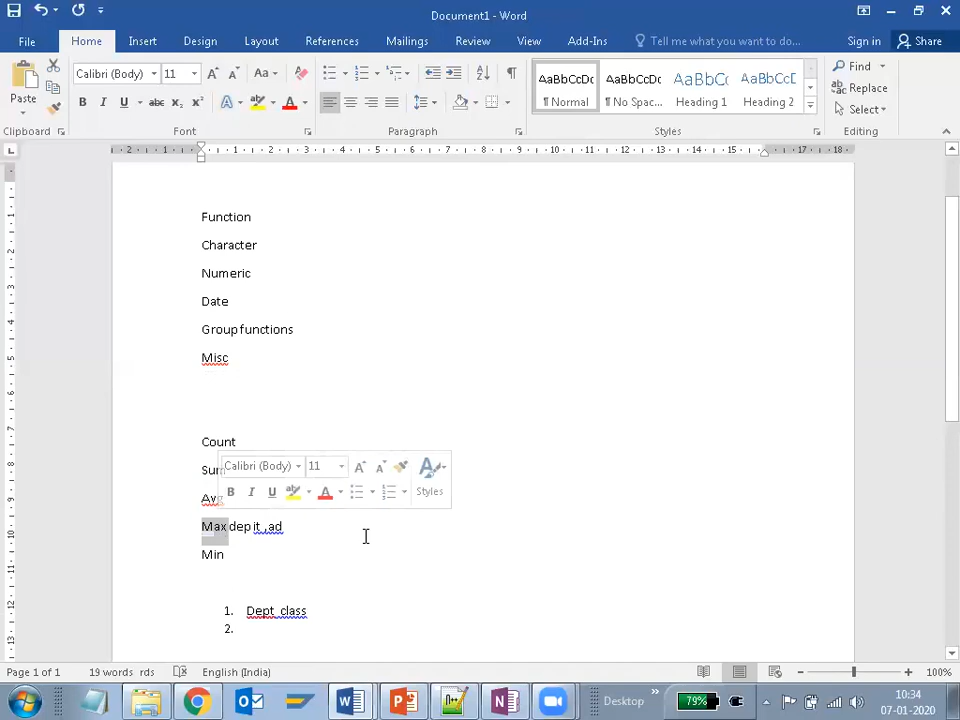 Document1 - Word
File Home Insert Design Layout References Mailings Review View Add-Ins Tell me what you want to do... Sign in Share
Paste
Calibri (Body) 11
Clipboard Font Paragraph Styles Editing
AaBbCcDc AaBbCcDc AaBbC AaBbCcD
¶ Normal ¶ No Spac... Heading 1 Heading 2
Find
Replace
Select
Function
Character
Numeric
Date
Group functions
Misc
Count
Sum
Avg
Calibri (Body) 11
Styles
Max dep it ,ad
Min
1. Dept class
2.
Page 1 of 1 19 words rds English (India) 100%
Desktop 79% 10:34
07-01-2020